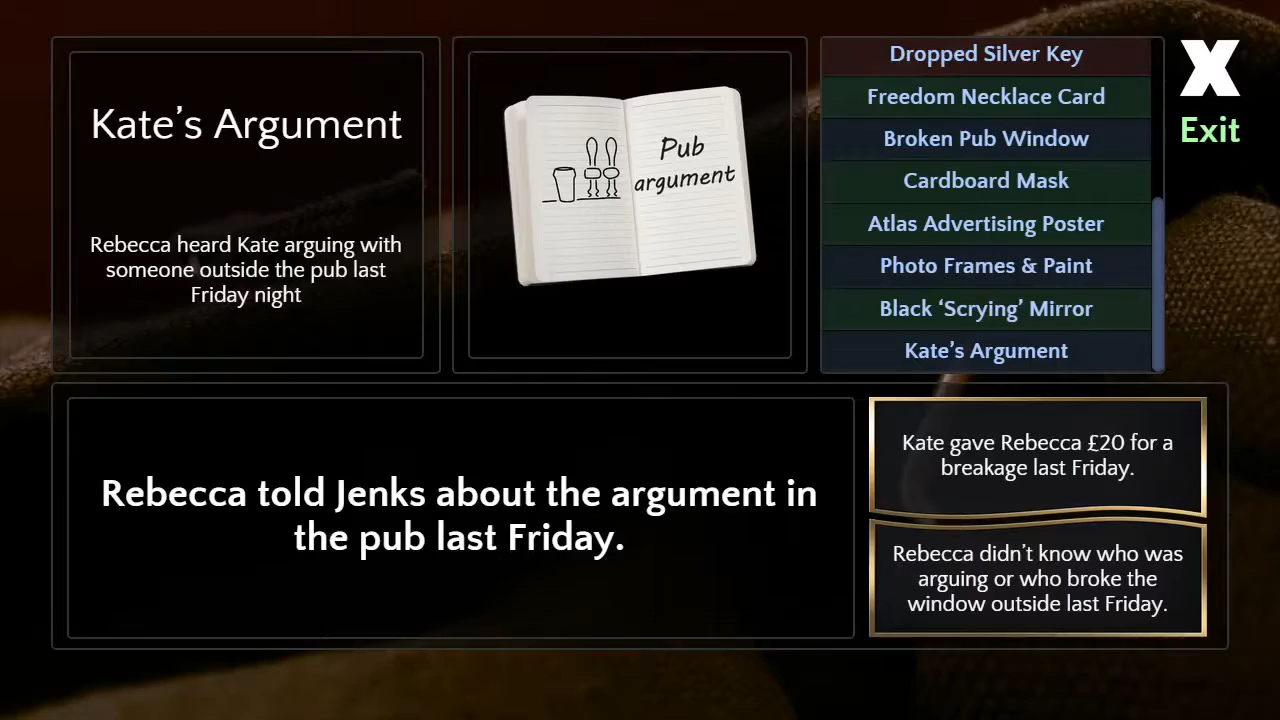 Kate’s Argument
Rebecca heard Kate arguing with
someone outside the pub last
Friday night
Pub
argument
Dropped Silver Key
Freedom Necklace Card
Broken Pub Window
Cardboard Mask
Atlas Advertising Poster
Photo Frames & Paint
Black ‘Scrying’ Mirror
Kate’s Argument
X
Exit
Rebecca told Jenks about the argument in
the pub last Friday.
Kate gave Rebecca £20 for a
breakage last Friday.
Rebecca didn’t know who was
arguing or who broke the
window outside last Friday.